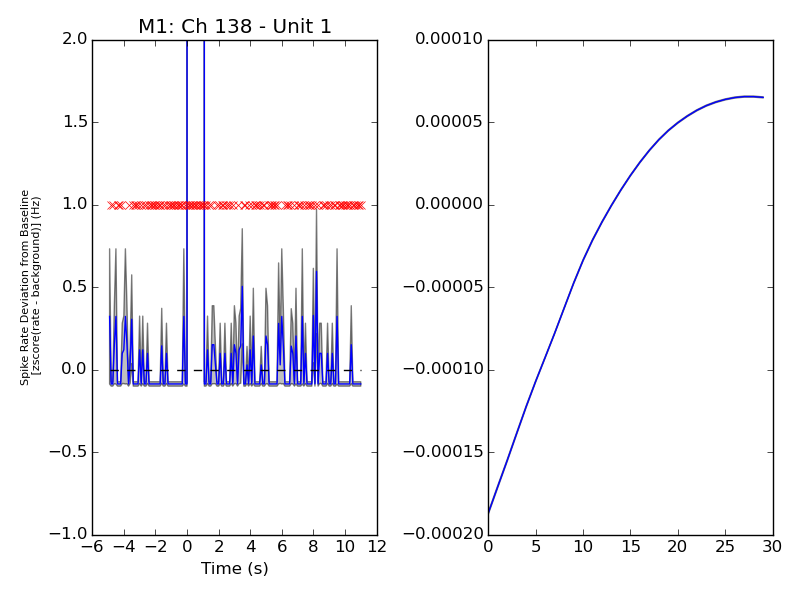 M1: Ch 138 - Unit 1
2.0
1.5
1.0
0.5
0.0
−0.5
−1.0
−6 −4 −2 0 2 4 6 8 10 12
Time (s)
Spike Rate Deviation from Baseline
[zscore(rate - background)] (Hz)
0.00010
0.00005
0.00000
−0.00005
−0.00010
−0.00015
−0.00020
0 5 10 15 20 25 30